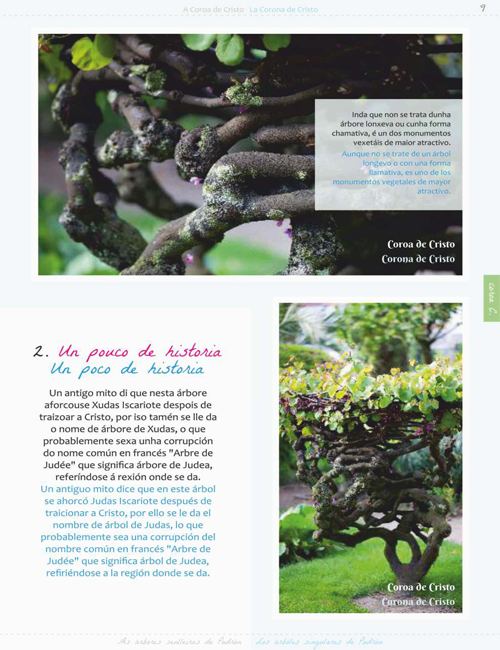 A Coroa de Cristo La Corona de Cristo
9
Inda que non se trata dunha
árbore lonxeva ou cunha forma
chamativa, é un dos monumentos
vexetáis de maior atractivo.
Aunque no se trate de un árbol
longevo o con una forma
llamativa, es uno de los
monumentos vegetales de mayor
atractivo.
Coroa de Cristo
Corona de Cristo
2. Un pouco de historia
Un poco de historia
Un antigo mito di que nesta árbore
aforcouse Xudas Iscariote despois de
traizoar a Cristo, por iso tamén se lle da
o nome de árbore de Xudas, o que
probablemente sexa unha corrupción
do nome común en francés "Arbre de
Judée" que significa árbore de Judea,
referíndose á rexión onde se da.
Un antiguo mito dice que en este árbol
se ahorcó Judas Iscariote después de
traicionar a Cristo, por ello se le da el
nombre de árbol de Judas, lo que
probablemente sea una corrupción del
nombre común en francés "Arbre de
Judée" que significa árbol de Judea,
refiriéndose a la región donde se da.
Coroa de Cristo
Corona de Cristo
As árbores senlleiras de Padrón Los árboles singulares de Padrón